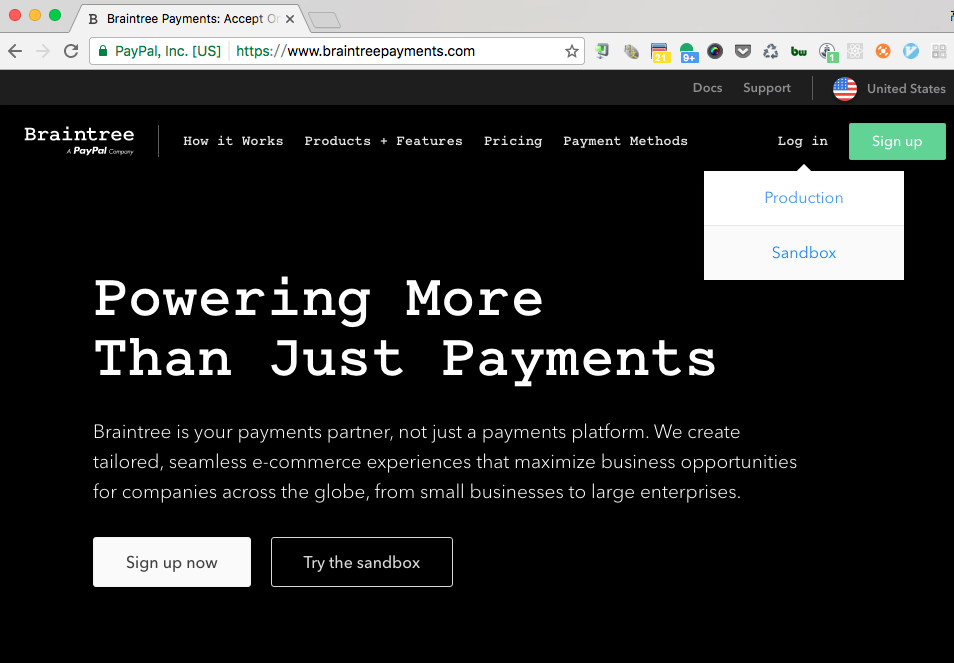 Braintree Payments: Accept On
PayPal, Inc. [US] https://www.braintreepayments.com
21
9+
bw
1
Docs Support United States
Braintree
A PayPal Company
How it Works Products + Features Pricing Payment Methods Log in Sign up
Production
Sandbox
Powering More
Than Just Payments
Braintree is your payments partner, not just a payments platform. We create
tailored, seamless e-commerce experiences that maximize business opportunities
for companies across the globe, from small businesses to large enterprises.
Sign up now Try the sandbox